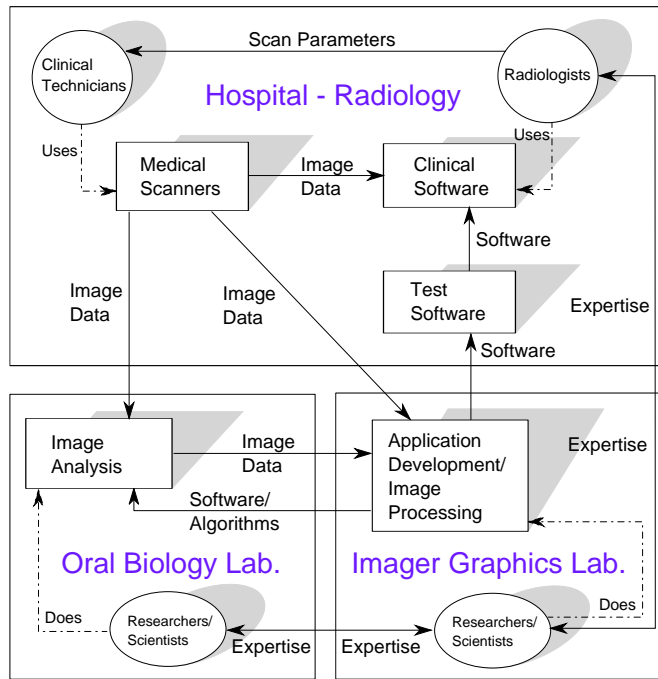 Scan Parameters
Clinical
Technicians
Radiologists
Hospital - Radiology
Uses
Uses
Medical
Scanners
Image
Data
Clinical
Software
Software
Image
Data
Image
Data
Test
Software
Expertise
Software
Image
Analysis
Image
Data
Application
Development/
Image
Processing
Expertise
Software/
Algorithms
Oral Biology Lab.
Imager Graphics Lab.
Does
Does
Researchers/
Scientists
Expertise
Expertise
Researchers/
Scientists